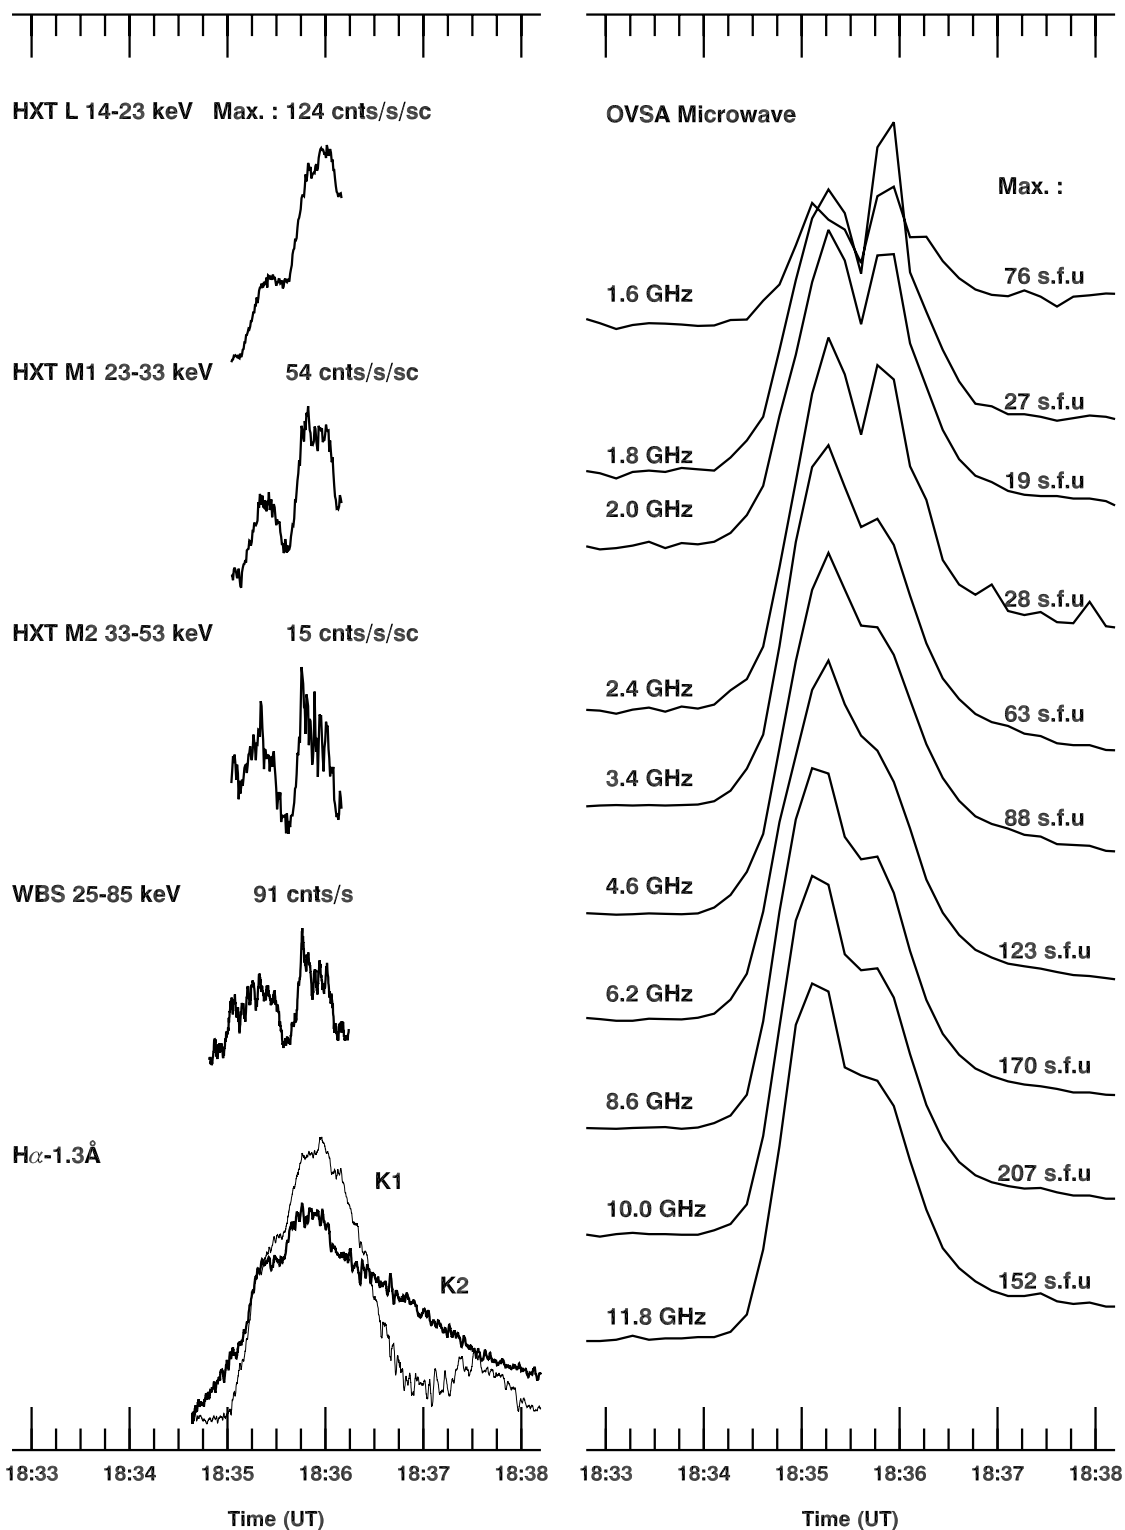 HXT L 14-23 keV Max. : 124 cnts/s/sc
HXT M1 23-33 keV 54 cnts/s/sc
HXT M2 33-53 keV 15 cnts/s/sc
WBS 25-85 keV 91 cnts/s
Hα-1.3Å
K1
K2
18:33 18:34 18:35 18:36 18:37 18:38
Time (UT)
OVSA Microwave
Max. :
76 s.f.u
1.6 GHz
27 s.f.u
1.8 GHz
19 s.f.u
2.0 GHz
28 s.f.u
2.4 GHz
63 s.f.u
3.4 GHz
88 s.f.u
4.6 GHz
123 s.f.u
6.2 GHz
170 s.f.u
8.6 GHz
207 s.f.u
10.0 GHz
152 s.f.u
11.8 GHz
18:33 18:34 18:35 18:36 18:37 18:38
Time (UT)